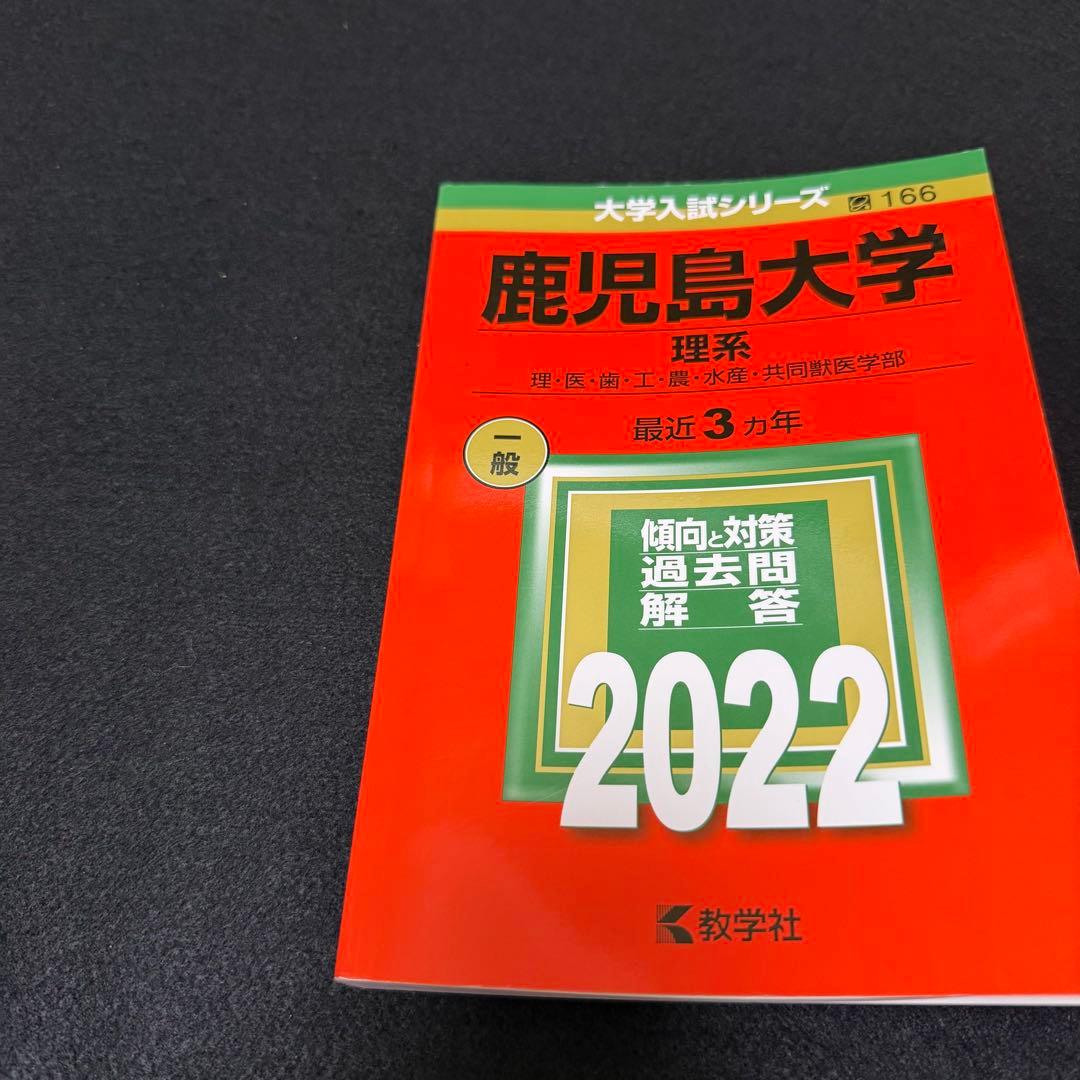 大学入試シリーズ 166
鹿児島大学
理系
理・医・歯・工・農・水産・共同獣医学部
最近3カ年
一般
傾向と対策
過去問
解答
2022
教学社